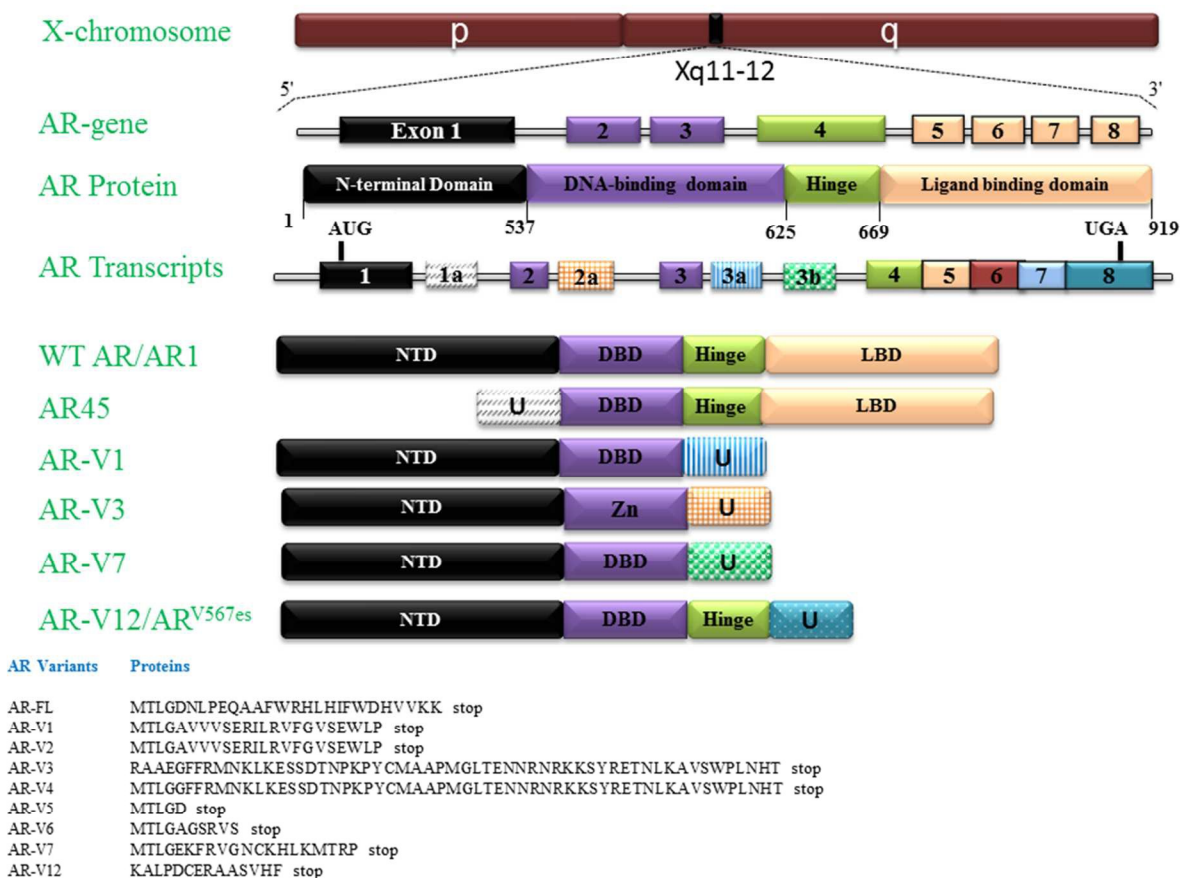 X-chromosome p q
Xq11-12
5' 3'
AR-gene Exon 1 2 3 4 5 6 7 8
AR Protein N-terminal Domain DNA-binding domain Hinge Ligand binding domain
1 537 625 669 919
AUG UGA
AR Transcripts 1 1a 2 2a 3 3a 3b 4 5 6 7 8
WT AR/AR1 NTD DBD Hinge LBD
AR45 U DBD Hinge LBD
AR-V1 NTD DBD U
AR-V3 NTD Zn U
AR-V7 NTD DBD U
AR-V12/ARV567es NTD DBD Hinge U
AR Variants Proteins
AR-FL MTLGDNLPEQAAFWRHLHIFWDHVVKK stop
AR-V1 MTLGAVVVSERILRVFGVSEWLP stop
AR-V2 MTLGAVVVSERILRVFGVSEWLP stop
AR-V3 RAAEGFFRMNKLKESSDTNPKPYCMAAPMGLTENNRNRKKSYRETNLKAVSWPLNHT stop
AR-V4 MTLGGFFRMNKLKESSDTNPKPYCMAAPMGLTENNRNRKKSYRETNLKAVSWPLNHT stop
AR-V5 MTLGD stop
AR-V6 MTLGAGSRVS stop
AR-V7 MTLGEKFRVGNCKHLKMTRP stop
AR-V12 KALPDCERAASVHF stop